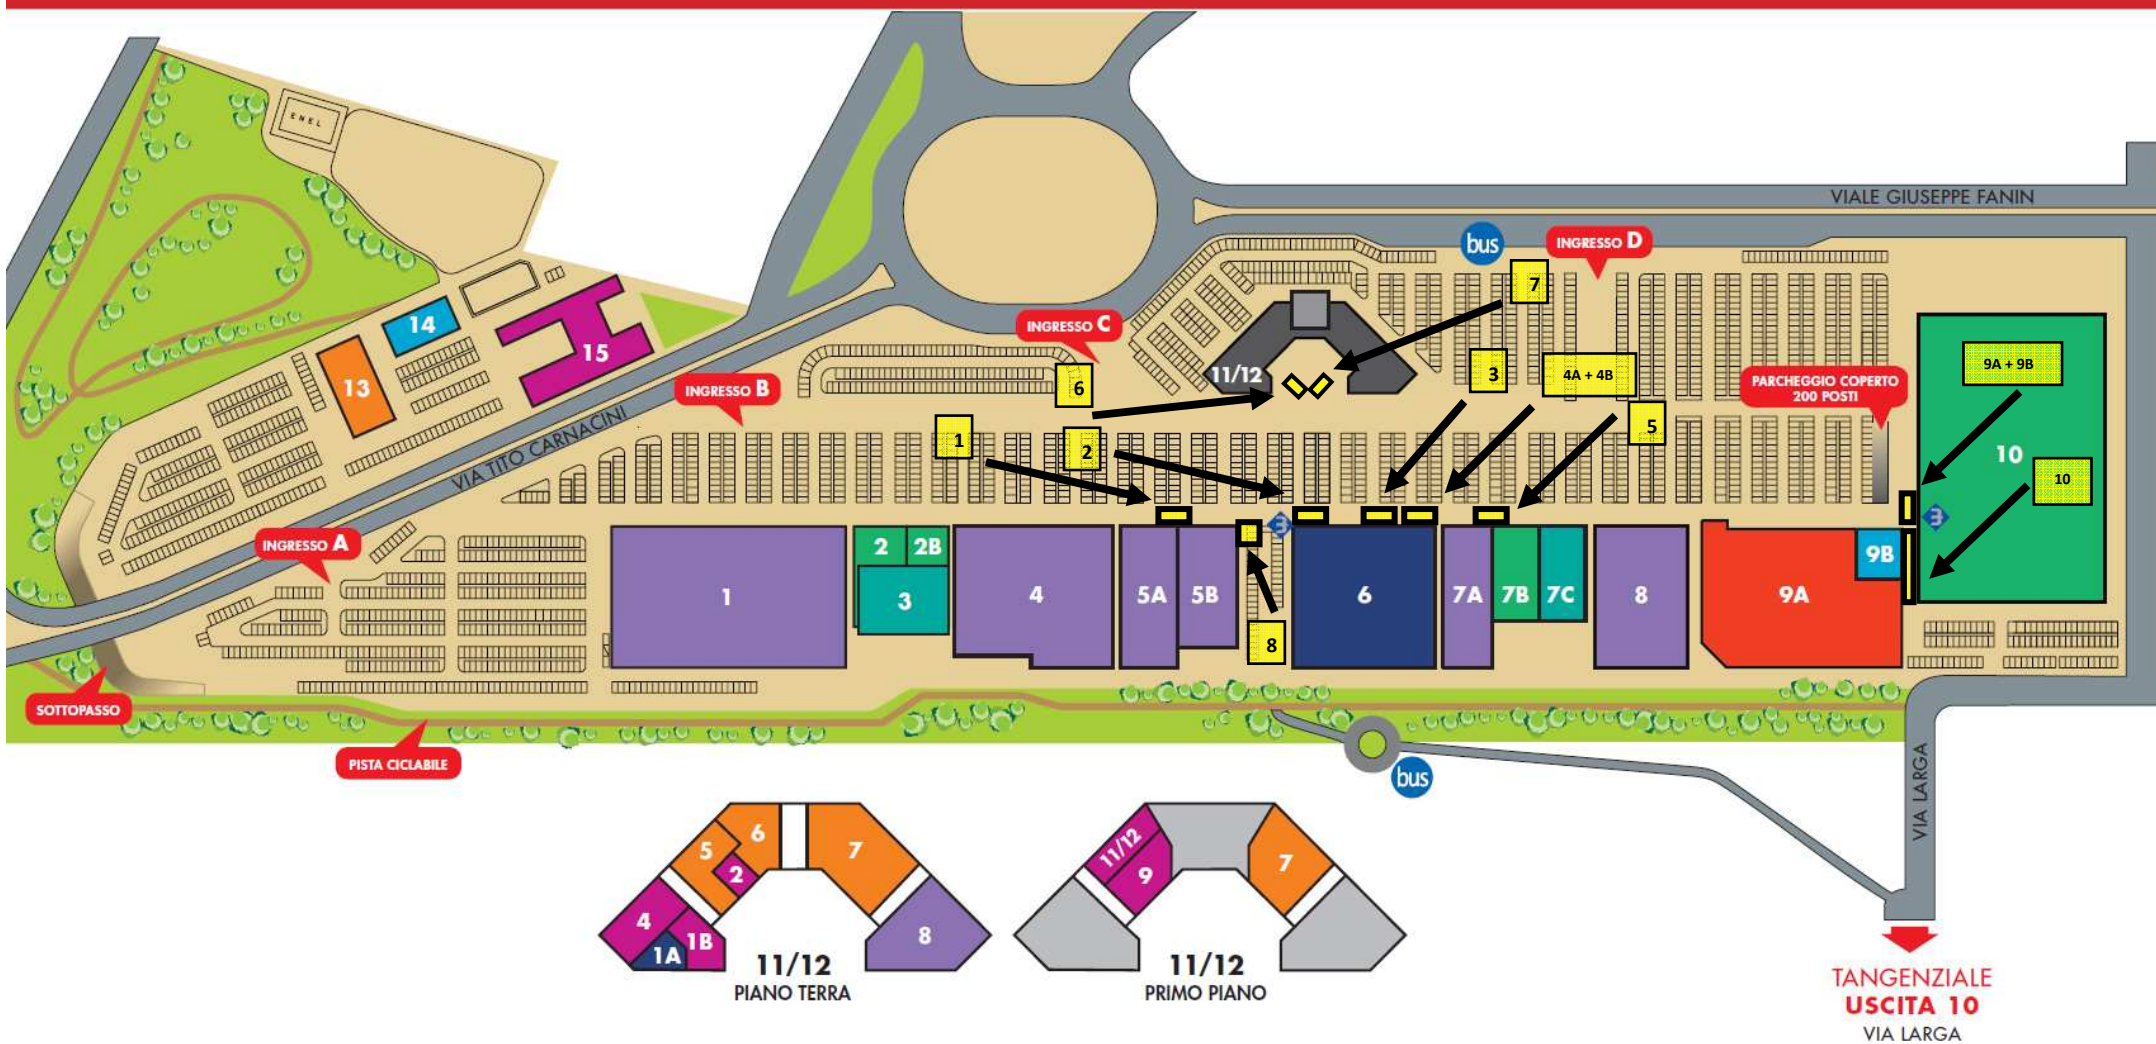 ENEL
VIALE GIUSEPPE FANIN
bus
INGRESSO D
7
INGRESSO C
14
15
13
11/12
6
3
4A + 4B
9A + 9B
PARCHEGGIO COPERTO
200 POSTI
INGRESSO B
1
2
5
10
10
VIA TITO CARNACINI
INGRESSO A
2
2B
9B
1
3
4
5A
5B
6
7A
7B
7C
8
9A
8
SOTTOPASSO
PISTA CICLABILE
bus
VIA LARGA
5
6
2
7
4
1A
1B
8
11/12
PIANO TERRA
11/12
9
7
11/12
PRIMO PIANO
TANGENZIALE
USCITA 10
VIA LARGA